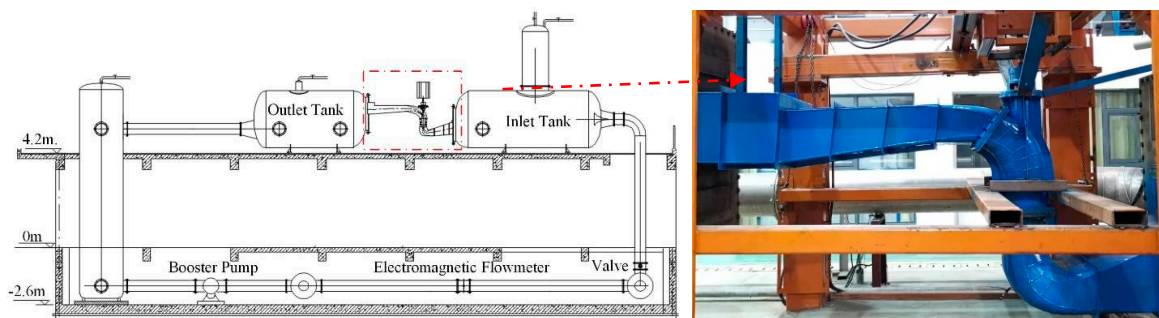 Outlet Tank
Inlet Tank
4.2m.
0m
Booster Pump
Electromagnetic Flowmeter
Valve
-2.6m